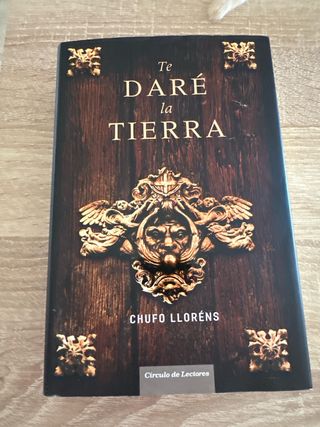 Te
DARÉ
la
TIERRA
CHUFO LLORÉNS
Círculo de Lectores